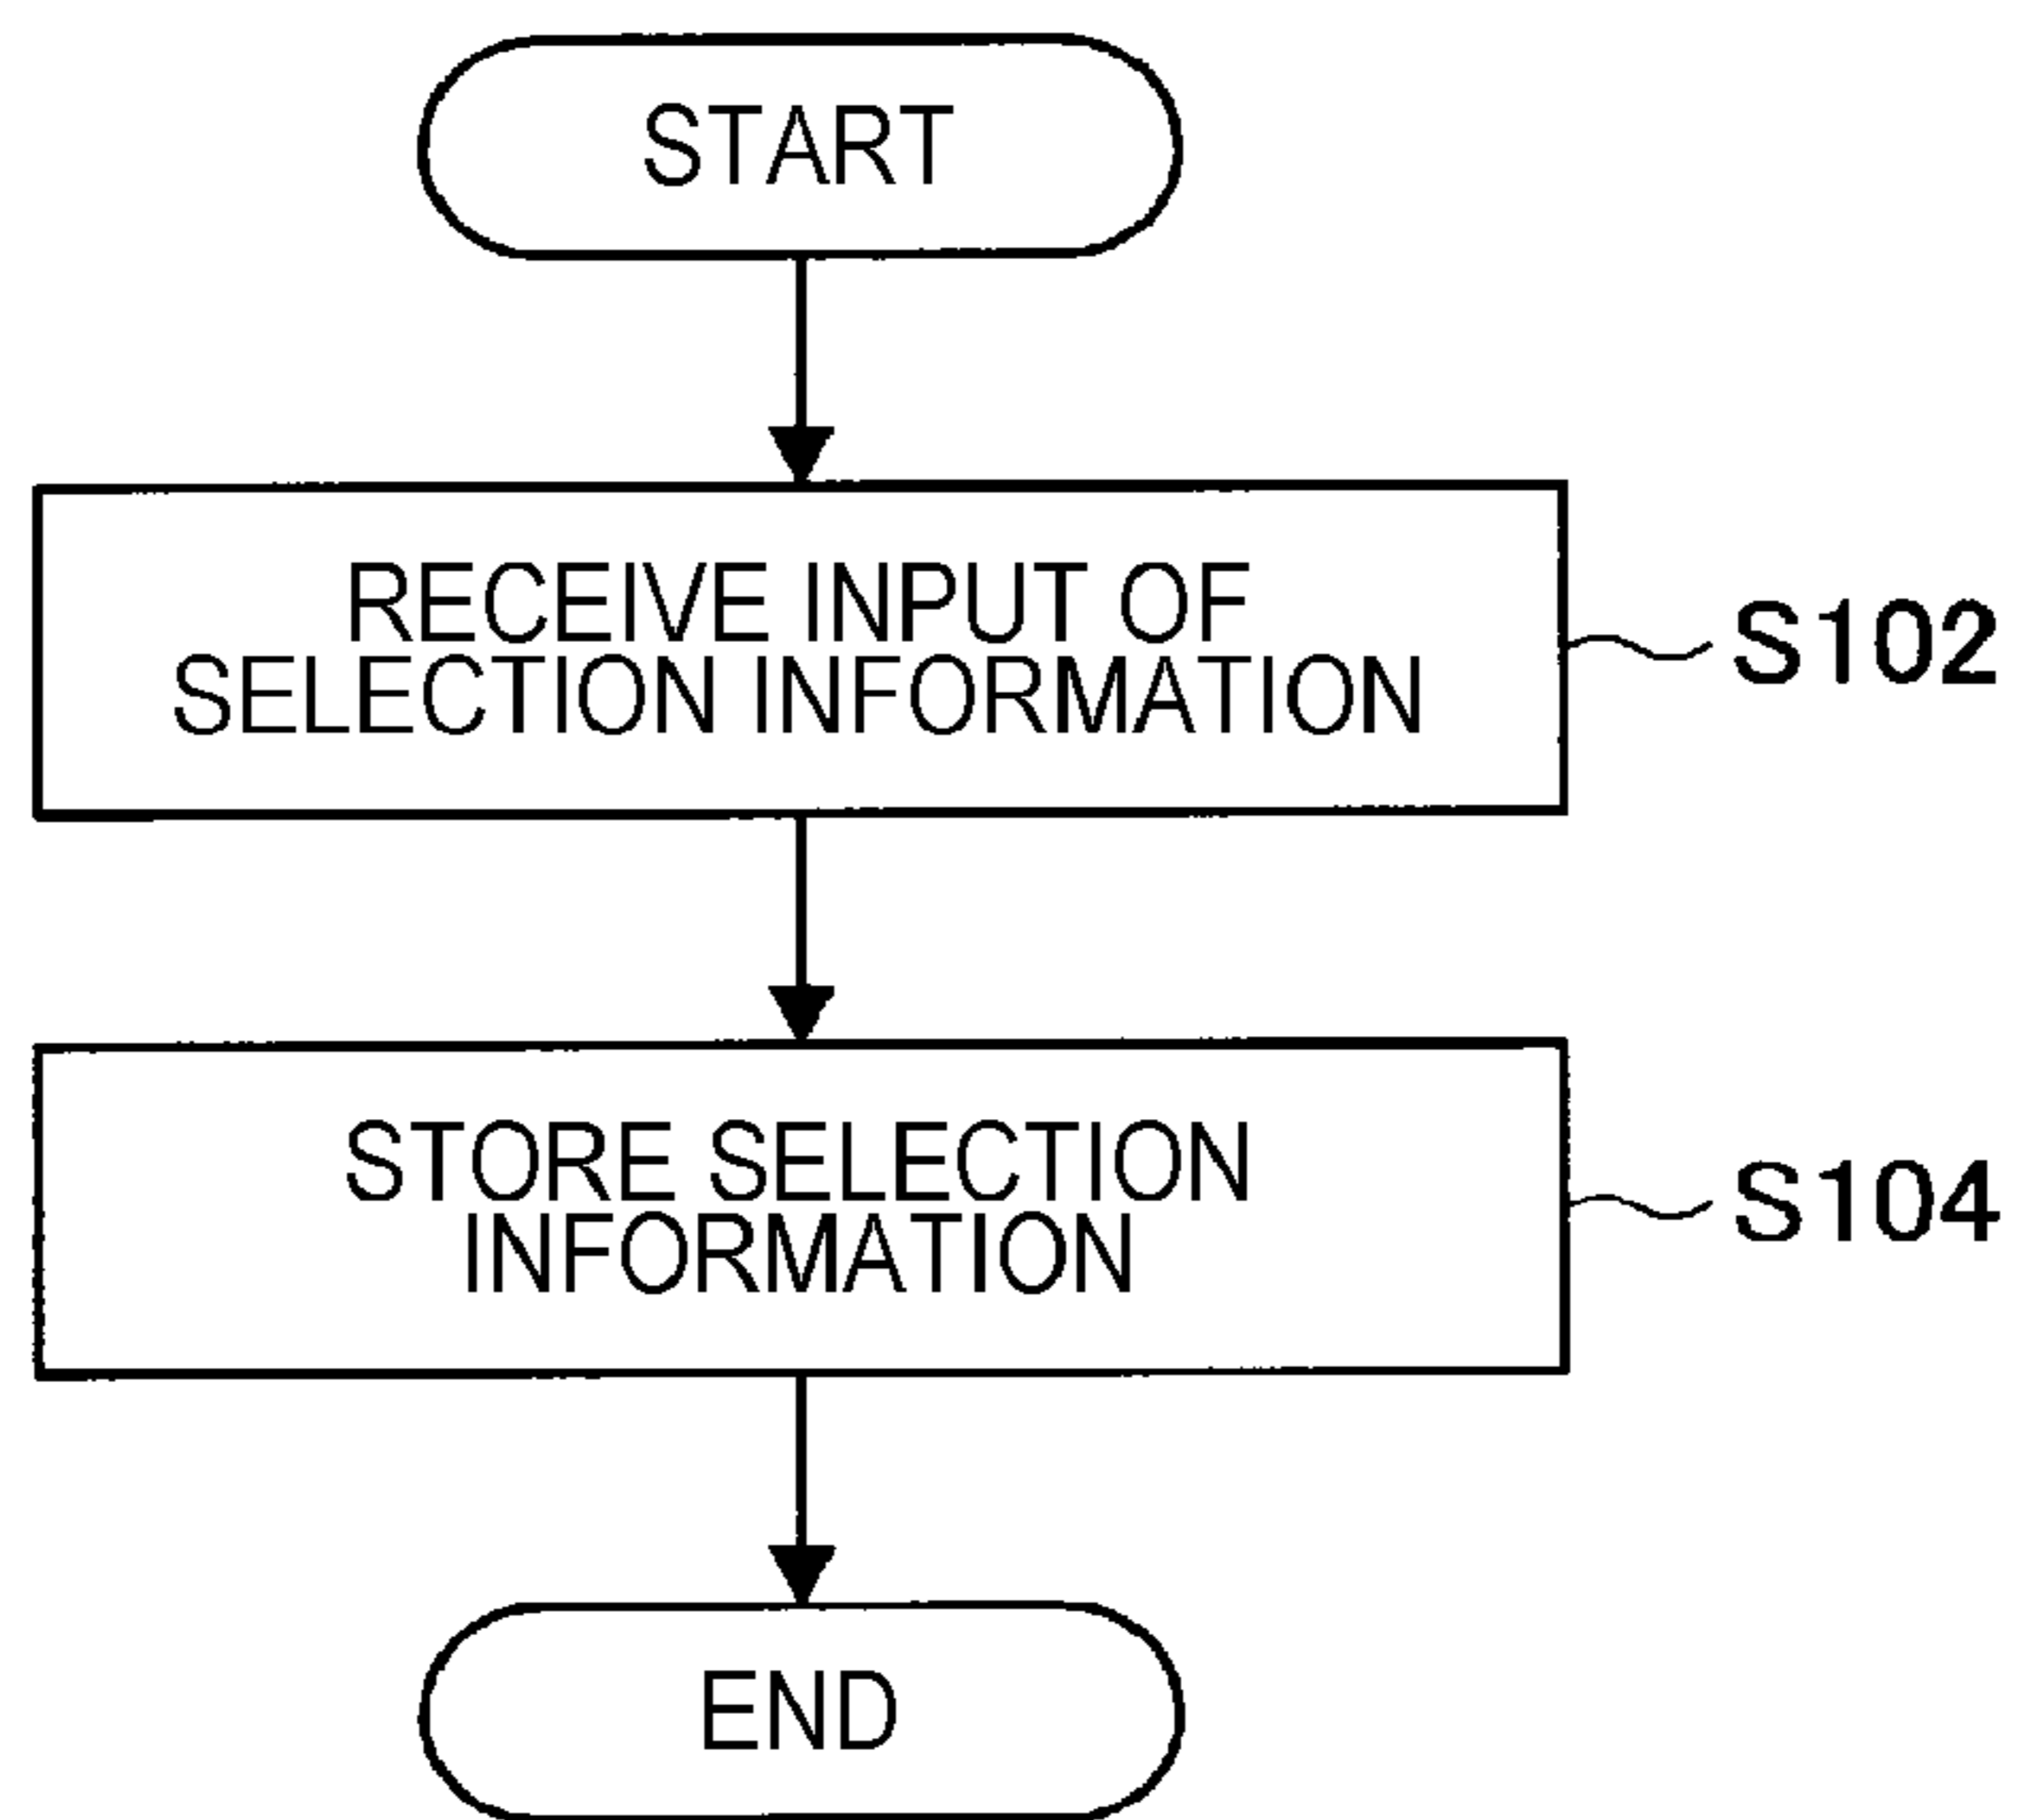 START
RECEIVE INPUT OF
SELECTION INFORMATION
S102
STORE SELECTION
INFORMATION
S104
END